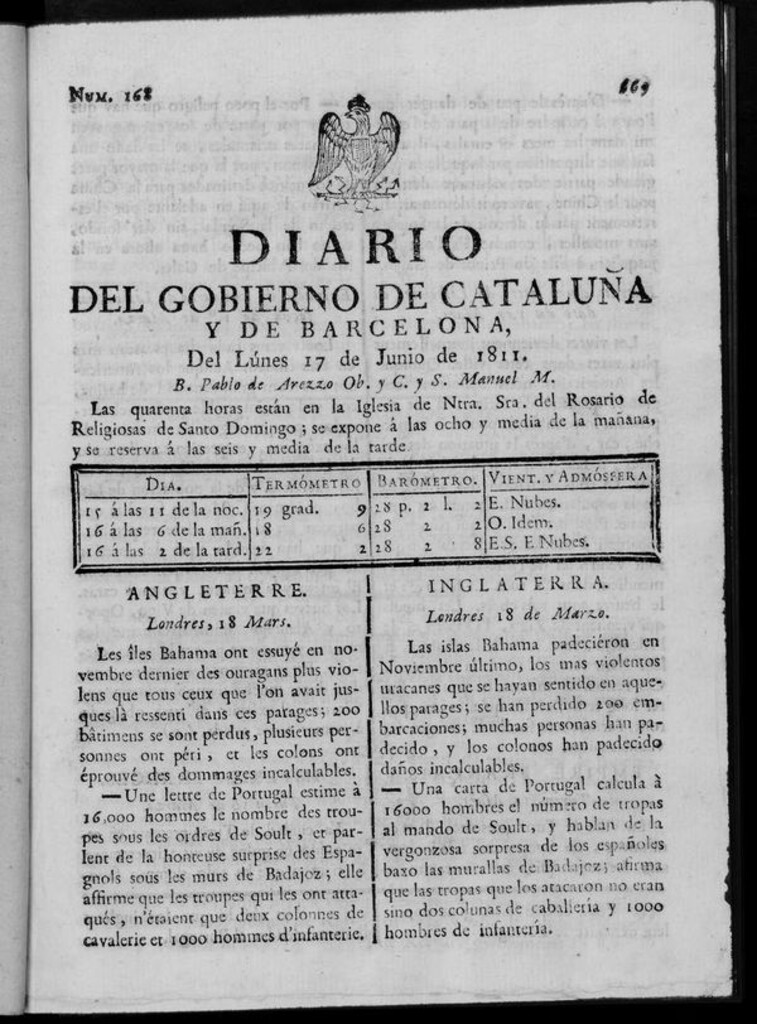 Num. 168
669
DIARIO
DEL GOBIERNO DE CATALUÑA
Y DE BARCELONA,
Del Lúnes 17 de Junio de 1811.
B. Pablo de Arezzo Ob. y C. y S. Manuel M.
Las quarenta horas están en la Iglesia de Ntra. Sra. del Rosario de
Religiosas de Santo Domingo; se expone á las ocho y media de la mañana,
y se reserva á las seis y media de la tarde
Dia. Termómetro Barómetro. Vient. y Admósfera
15 á las 11 de la noc. 19 grad. 9 28 p. 2 l. 2 E. Nubes.
16 á las 6 de la mañ. 18 6 28 2 2 O. Idem.
16 á las 2 de la tard. 22 2 28 2 8 E.S. E Nubes.
ANGLETERRE.
Londres, 18 Mars.
Les îles Bahama ont essuyé en no-
vembre dernier des ouragans plus vio-
lens que tous ceux que l'on avait jus-
ques là ressenti dans ces parages; 200
bâtimens se sont perdus, plusieurs per-
sonnes ont péri, et les colons ont
éprouvé des dommages incalculables.
—Une lettre de Portugal estime à
16,000 hommes le nombre des trou-
pes sous les ordres de Soult, et par-
lent de la honteuse surprise des Espa-
gnols sous les murs de Badajoz; elle
affirme que les troupes qui les ont atta-
qués, n'étaient que deux colonnes de
cavalerie et 1000 hommes d'infanterie.
INGLATERRA.
Londres 18 de Marzo.
Las islas Bahama padeciéron en
Noviembre último, los mas violentos
uracanes que se hayan sentido en aque-
llos parages; se han perdido 200 em-
barcaciones; muchas personas han pa-
decido, y los colonos han padecido
daños incalculables.
— Una carta de Portugal calcula à
16000 hombres el número de tropas
al mando de Soult, y hablan de la
vergonzosa sorpresa de los españoles
baxo las murallas de Badajoz; afirma
que las tropas que los atacaron no eran
sino dos colunas de caballeria y 1000
hombres de infanteria.